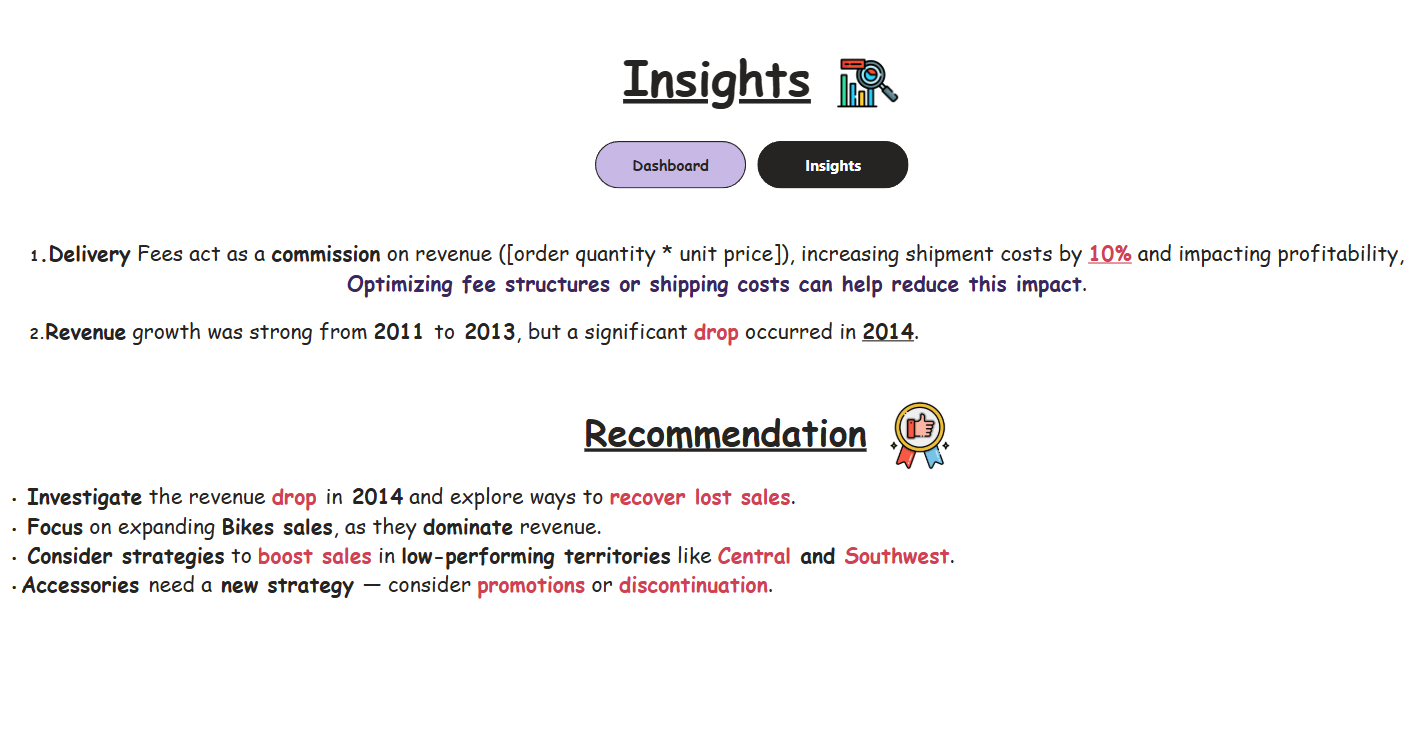 Insights
Dashboard Insights
1.Delivery Fees act as a commission on revenue ([order quantity * unit price]), increasing shipment costs by 10% and impacting profitability,
Optimizing fee structures or shipping costs can help reduce this impact.
2.Revenue growth was strong from 2011 to 2013, but a significant drop occurred in 2014.
Recommendation
· Investigate the revenue drop in 2014 and explore ways to recover lost sales.
· Focus on expanding Bikes sales, as they dominate revenue.
· Consider strategies to boost sales in low-performing territories like Central and Southwest.
· Accessories need a new strategy — consider promotions or discontinuation.